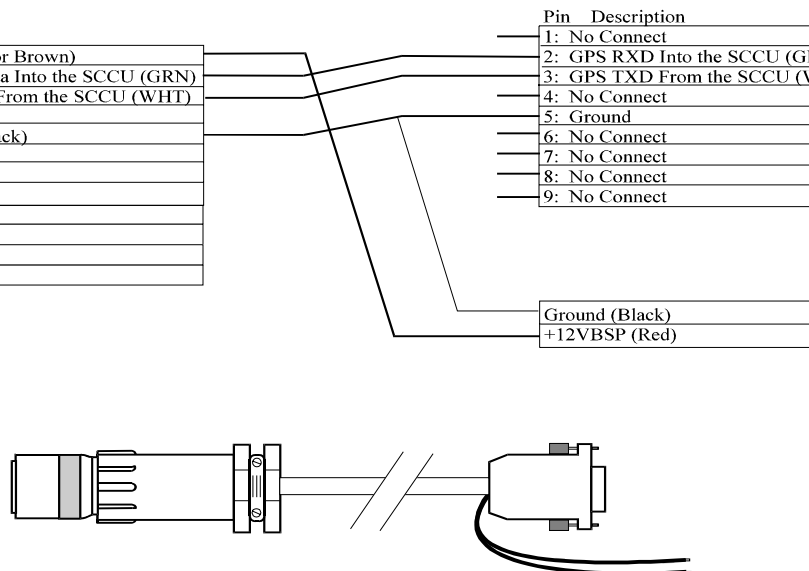 Pin Description
1: No Connect
or Brown)
2: GPS RXD Into the SCCU (G
a Into the SCCU (GRN)
3: GPS TXD From the SCCU (
From the SCCU (WHT)
4: No Connect
5: Ground
ck)
6: No Connect
7: No Connect
8: No Connect
9: No Connect
Ground (Black)
+12VBSP (Red)